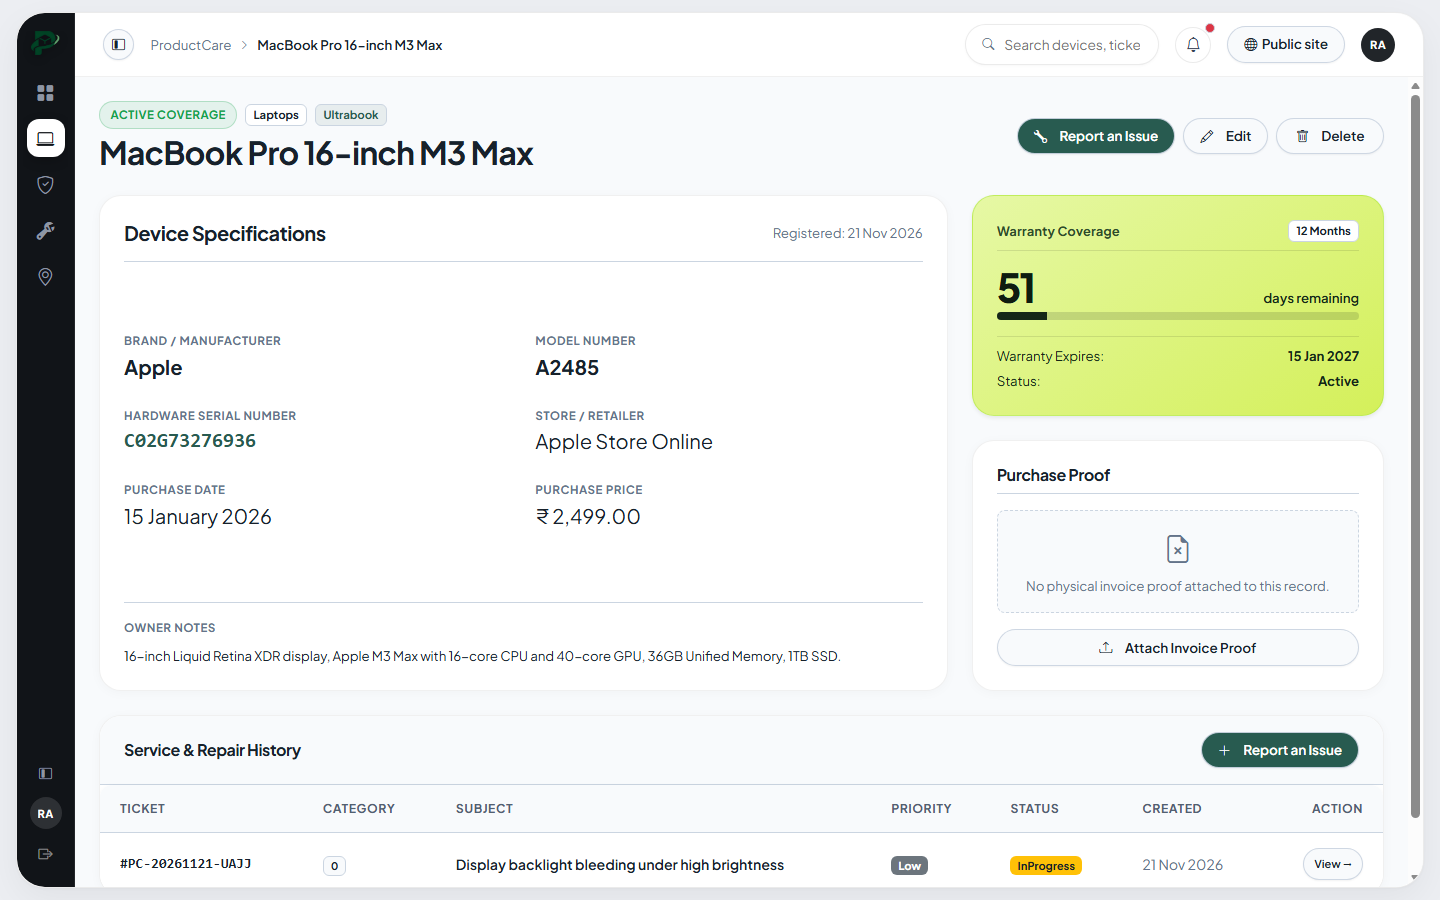 ProductCare > MacBook Pro 16-inch M3 Max
Search devices, ticke
Public site
RA
ACTIVE COVERAGE
Laptops
Ultrabook
MacBook Pro 16-inch M3 Max
Report an Issue
Edit
Delete
Device Specifications
Registered: 21 Nov 2026
BRAND / MANUFACTURER
Apple
MODEL NUMBER
A2485
HARDWARE SERIAL NUMBER
C02G73276936
STORE / RETAILER
Apple Store Online
PURCHASE DATE
15 January 2026
PURCHASE PRICE
₹ 2,499.00
OWNER NOTES
16-inch Liquid Retina XDR display, Apple M3 Max with 16-core CPU and 40-core GPU, 36GB Unified Memory, 1TB SSD.
Warranty Coverage
12 Months
51
days remaining
Warranty Expires: 15 Jan 2027
Status: Active
Purchase Proof
No physical invoice proof attached to this record.
Attach Invoice Proof
Service & Repair History
Report an Issue
TICKET CATEGORY SUBJECT PRIORITY STATUS CREATED ACTION
#PC-20261121-UAJJ 0 Display backlight bleeding under high brightness Low InProgress 21 Nov 2026 View→
RA